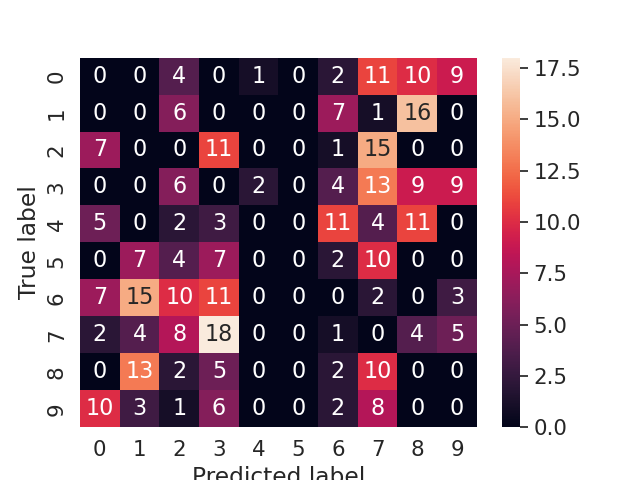 0 0 0 4 0 1 0 2 11 10 9
1 0 0 6 0 0 0 7 1 16 0
2 7 0 0 11 0 0 1 15 0 0
3 0 0 6 0 2 0 4 13 9 9
4 5 0 2 3 0 0 11 4 11 0
5 0 7 4 7 0 0 2 10 0 0
6 7 15 10 11 0 0 0 2 0 3
7 2 4 8 18 0 0 1 0 4 5
8 0 13 2 5 0 0 2 10 0 0
9 10 3 1 6 0 0 2 8 0 0
0 1 2 3 4 5 6 7 8 9
Predicted label
True label
17.5
15.0
12.5
10.0
7.5
5.0
2.5
0.0